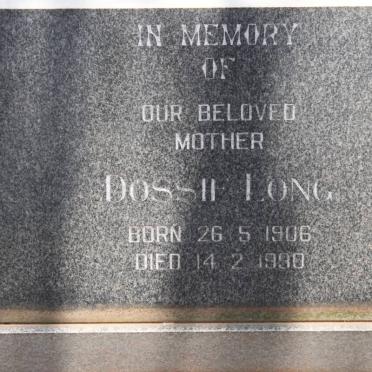 IN MEMORY
OF
OUR BELOVED
MOTHER
DOSSIE LONG
BORN 26 5 1906
DIED 14 2 1990